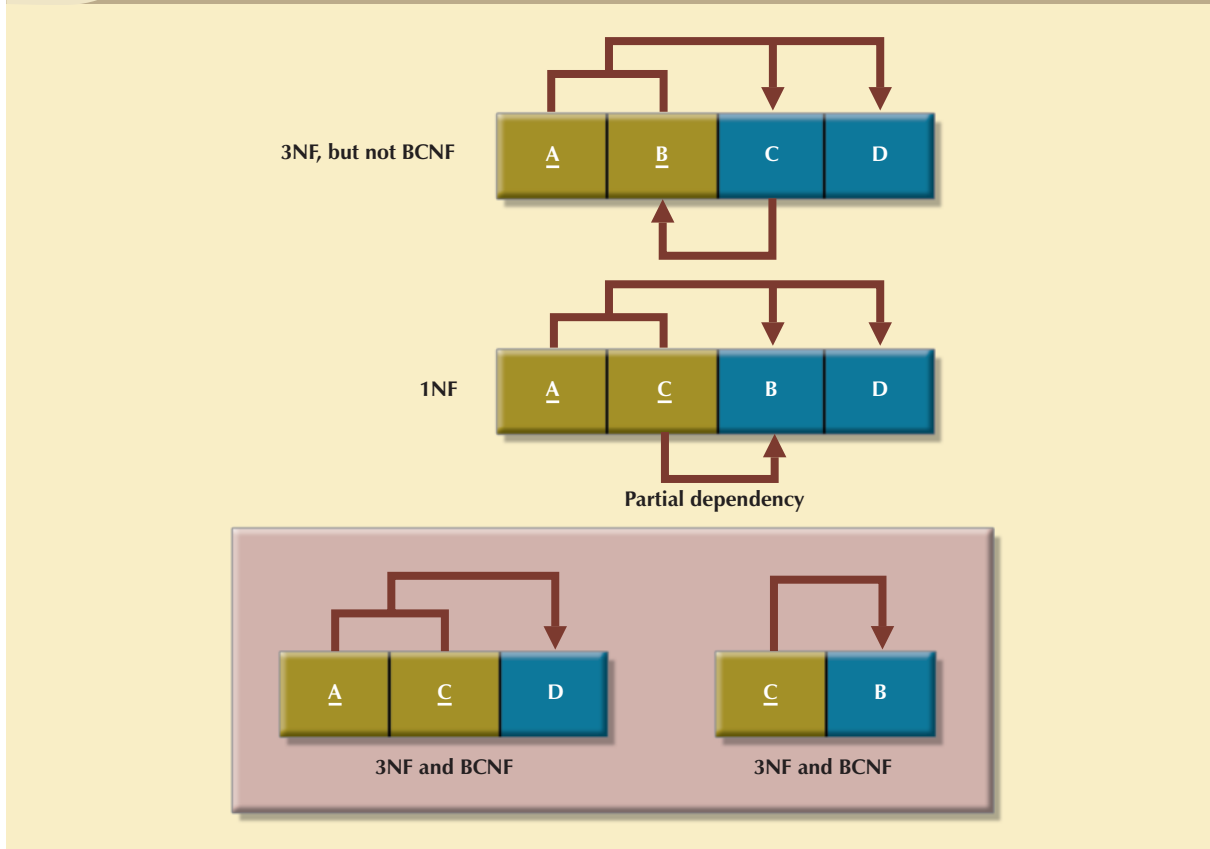 3NF, but not BCNF
A B C D
1NF
A C B D
Partial dependency
A C D
C B
3NF and BCNF
3NF and BCNF